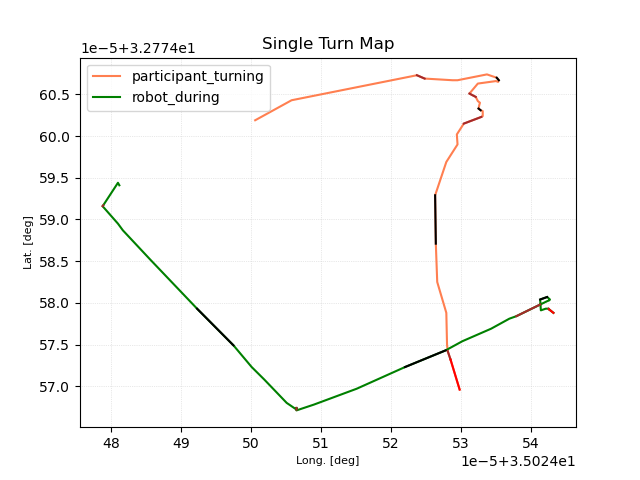 Single Turn Map
1e−5+3.2774e1
participant_turning
robot_during
60.5
60.0
59.5
59.0
58.5
58.0
57.5
57.0
Lat. [deg]
48 49 50 51 52 53 54
Long. [deg]
1e−5+3.5024e1